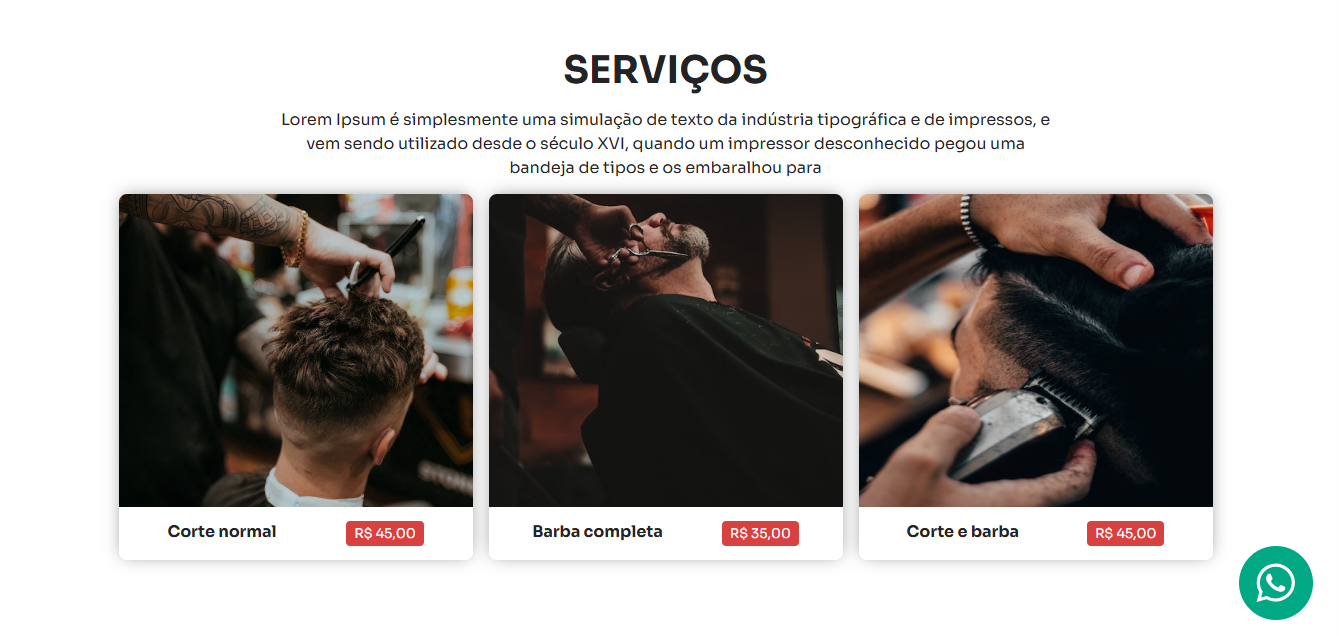 SERVIÇOS
Lorem Ipsum é simplesmente uma simulação de texto da indústria tipográfica e de impressos, e
vem sendo utilizado desde o século XVI, quando um impressor desconhecido pegou uma
bandeja de tipos e os embaralhou para
Corte normal
R$ 45,00
Barba completa
R$ 35,00
Corte e barba
R$ 45,00